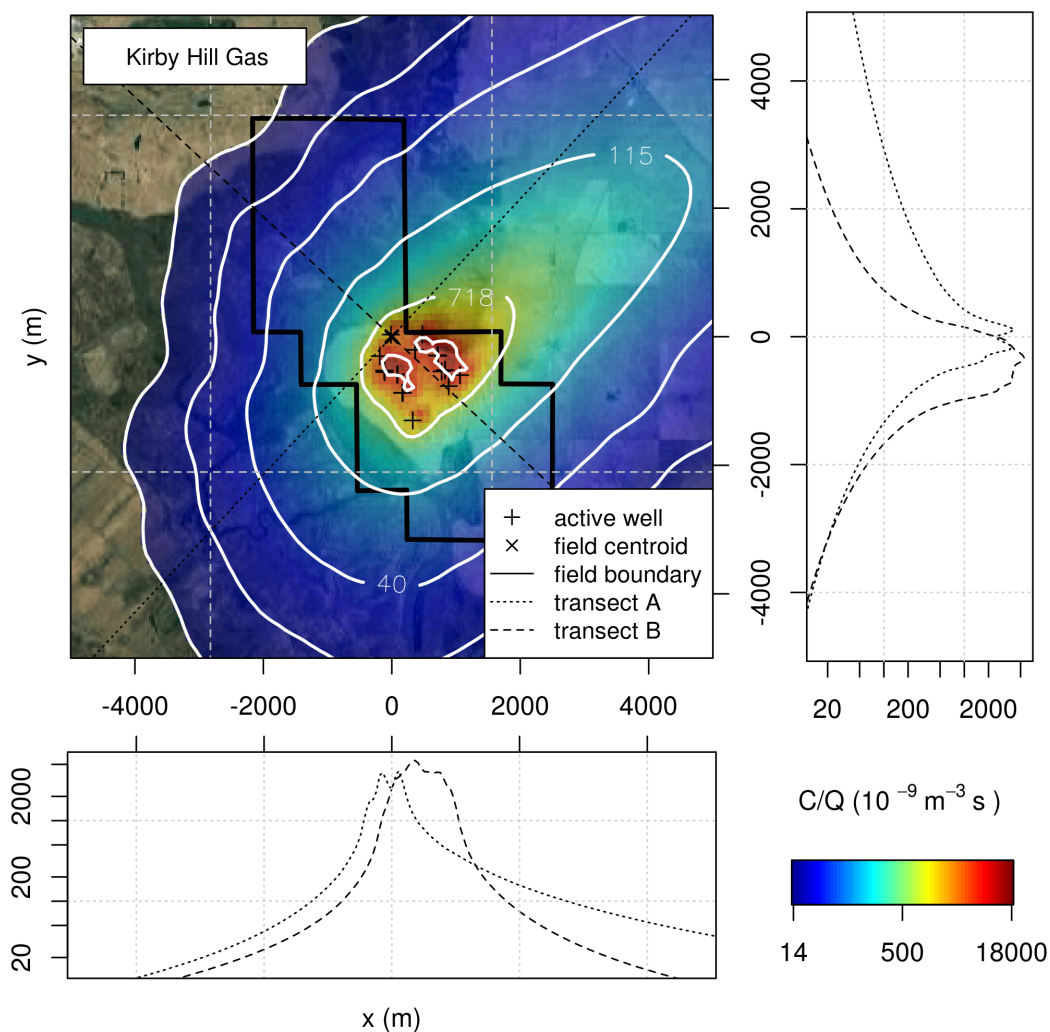 Kirby Hill Gas
115
718
40
y (m)
active well
field centroid
field boundary
transect A
transect B
-4000
-2000
0
2000
4000
4000
2000
0
-2000
-4000
20
200
2000
2000
200
20
x (m)
C/Q (10 ⁻⁹ m⁻³ s )
14
500
18000